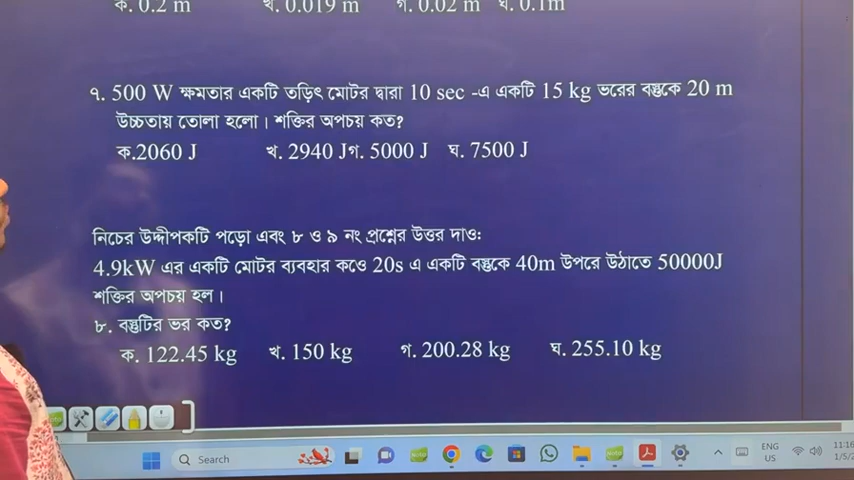 ক. 0.2 m খ. 0.019 m গ. 0.02 m ঘ. 0.1m
৭. 500 W ক্ষমতার একটি তড়িৎ মোটর দ্বারা 10 sec -এ একটি 15 kg ভরের বস্তুকে 20 m
উচ্চতায় তোলা হলো। শক্তির অপচয় কত?
ক.2060 J খ. 2940 Jগ. 5000 J ঘ. 7500 J
নিচের উদ্দীপকটি পড়ো এবং ৮ ও ৯ নং প্রশ্নের উত্তর দাও:
4.9kW এর একটি মোটর ব্যবহার কওে 20s এ একটি বস্তুকে 40m উপরে উঠাতে 50000J
শক্তির অপচয় হল।
৮. বস্তুটির ভর কত?
ক. 122.45 kg খ. 150 kg গ. 200.28 kg ঘ. 255.10 kg
Search
ENG
US
11:16